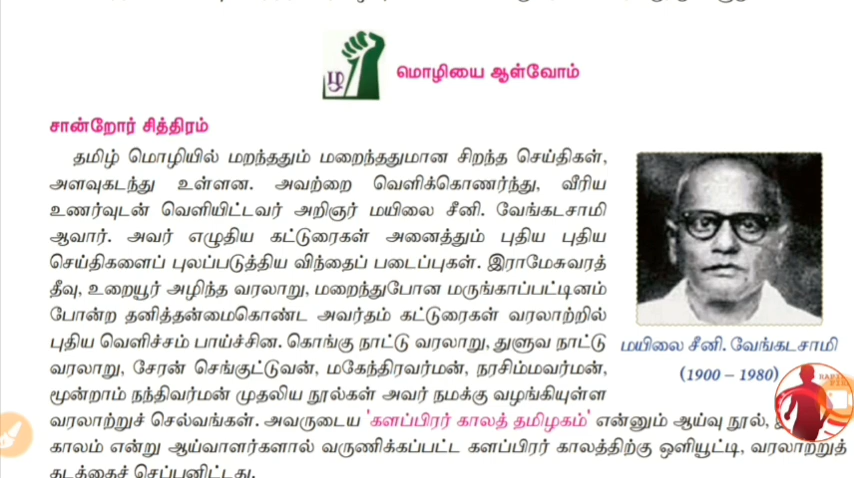 ழ
மொழியை ஆள்வோம்
சான்றோர் சித்திரம்
தமிழ் மொழியில் மறந்ததும் மறைந்ததுமான சிறந்த செய்திகள்,
அளவுகடந்து உள்ளன. அவற்றை வெளிக்கொணர்ந்து, வீரிய
உணர்வுடன் வெளியிட்டவர் அறிஞர் மயிலை சீனி. வேங்கடசாமி
ஆவார். அவர் எழுதிய கட்டுரைகள் அனைத்தும் புதிய புதிய
செய்திகளைப் புலப்படுத்திய விந்தைப் படைப்புகள். இராமேசுவரத்
தீவு, உறையூர் அழிந்த வரலாறு, மறைந்துபோன மருங்காப்பட்டினம்
போன்ற தனித்தன்மைகொண்ட அவர்தம் கட்டுரைகள் வரலாற்றில்
புதிய வெளிச்சம் பாய்ச்சின. கொங்கு நாட்டு வரலாறு, துளுவ நாட்டு
வரலாறு, சேரன் செங்குட்டுவன், மகேந்திரவர்மன், நரசிம்மவர்மன்,
மூன்றாம் நந்திவர்மன் முதலிய நூல்கள் அவர் நமக்கு வழங்கியுள்ள
வரலாற்றுச் செல்வங்கள். அவருடைய 'களப்பிரர் காலத் தமிழகம்' என்னும் ஆய்வு நூல்,
காலம் என்று ஆய்வாளர்களால் வருணிக்கப்பட்ட களப்பிரர் காலத்திற்கு ஒளியூட்டி, வரலாற்றுத்
தடத்தைச் செப்பனிட்டது.
மயிலை சீனி. வேங்கடசாமி
(1900 – 1980)